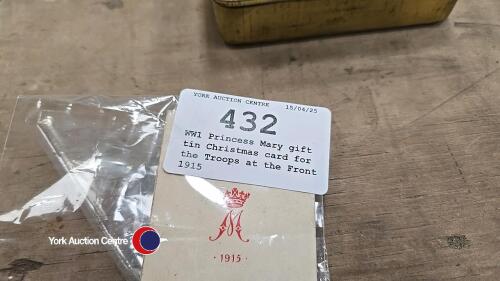 YORK AUCTION CENTRE 15/04/25
432
WW1 Princess Mary gift
tin Christmas card for
the Troops at the Front
1915
M
· 1915 ·
York Auction Centre